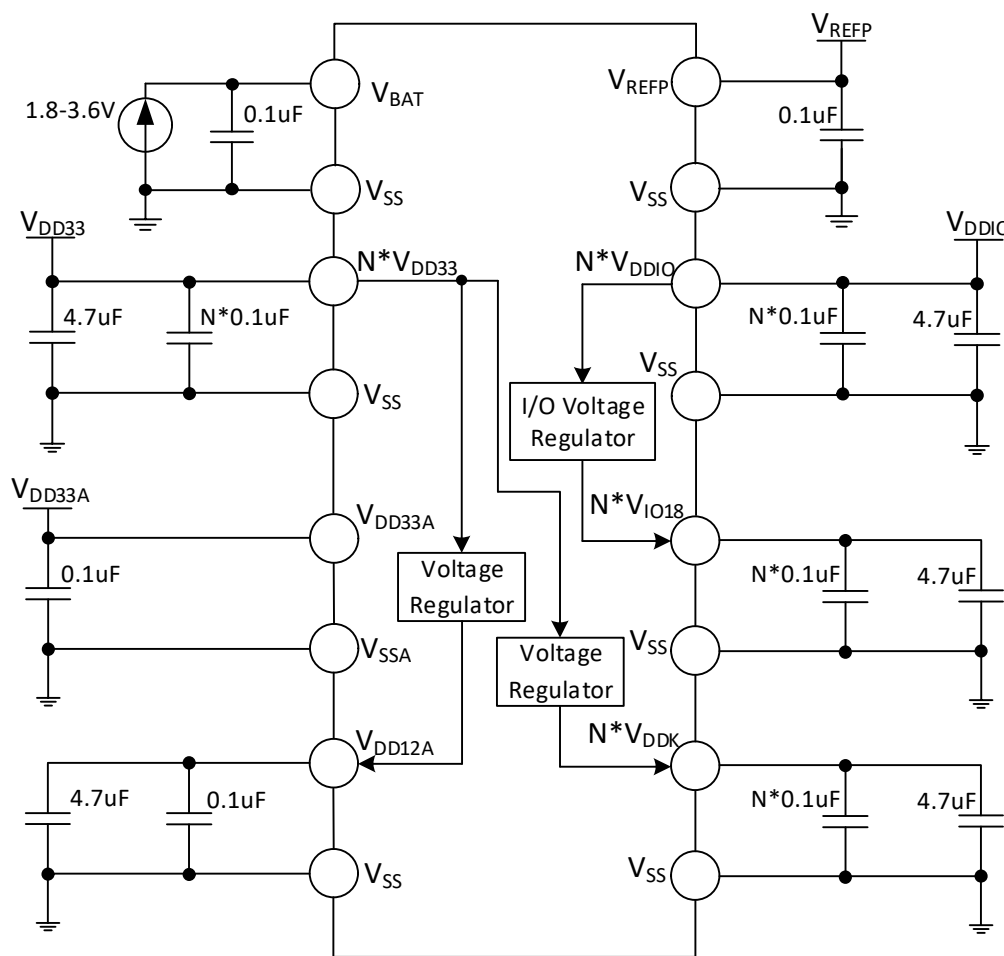 VREFP
VBAT
VREFP
1.8-3.6V
0.1uF
0.1uF
VSS
VSS
VDD33
VDDIO
N*VDD33
N*VDDIO
4.7uF
N*0.1uF
N*0.1uF
4.7uF
VSS
VSS
I/O Voltage
Regulator
VDD33A
VDD33A
N*VIO18
0.1uF
Voltage
Regulator
N*0.1uF
4.7uF
VSSA
VSS
Voltage
Regulator
VDD12A
N*VDDK
4.7uF
0.1uF
N*0.1uF
4.7uF
VSS
VSS